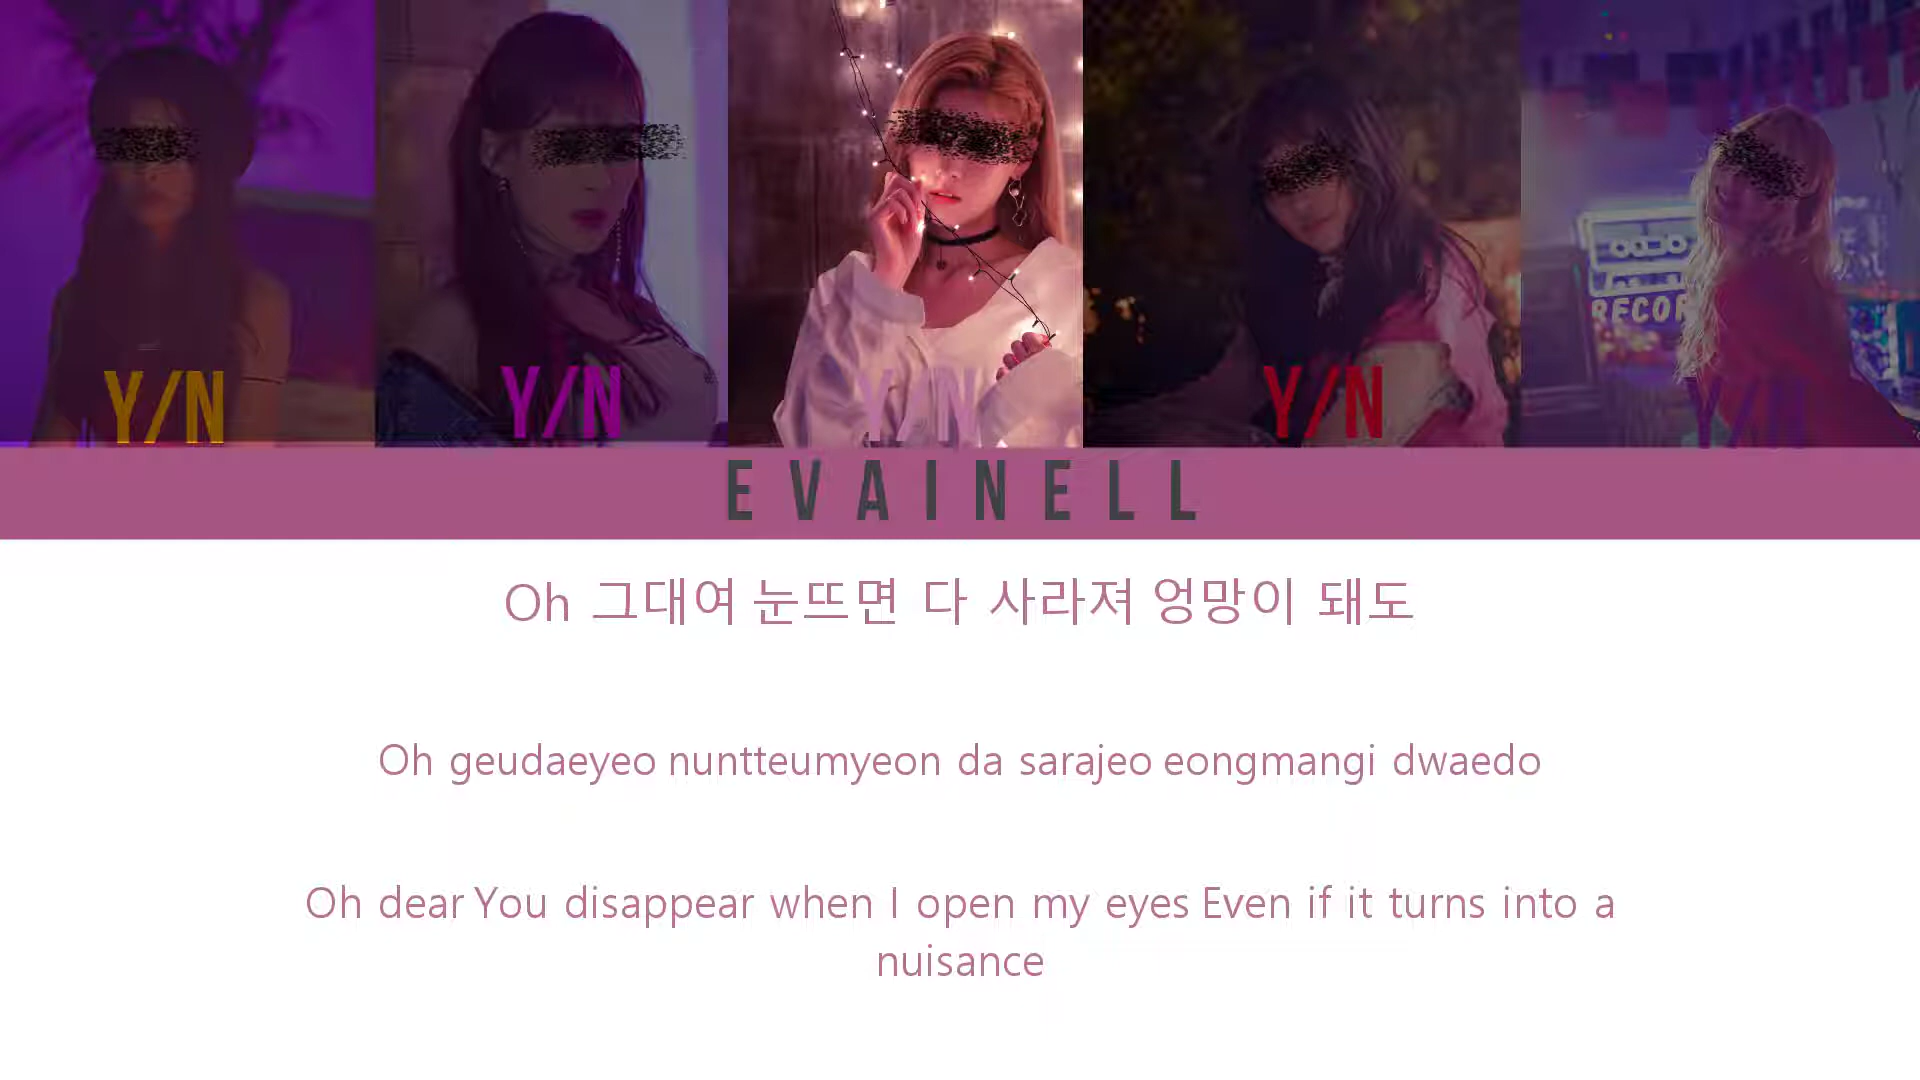 RECOR
Y/N
Y/N
Y/N
Y/N
Y/N
EVAINELL
Oh 그대여 눈뜨면 다 사라져 엉망이 돼도
Oh geudaeyeo nuntteumyeon da sarajeo eongmangi dwaedo
Oh dear You disappear when I open my eyes Even if it turns into a
nuisance